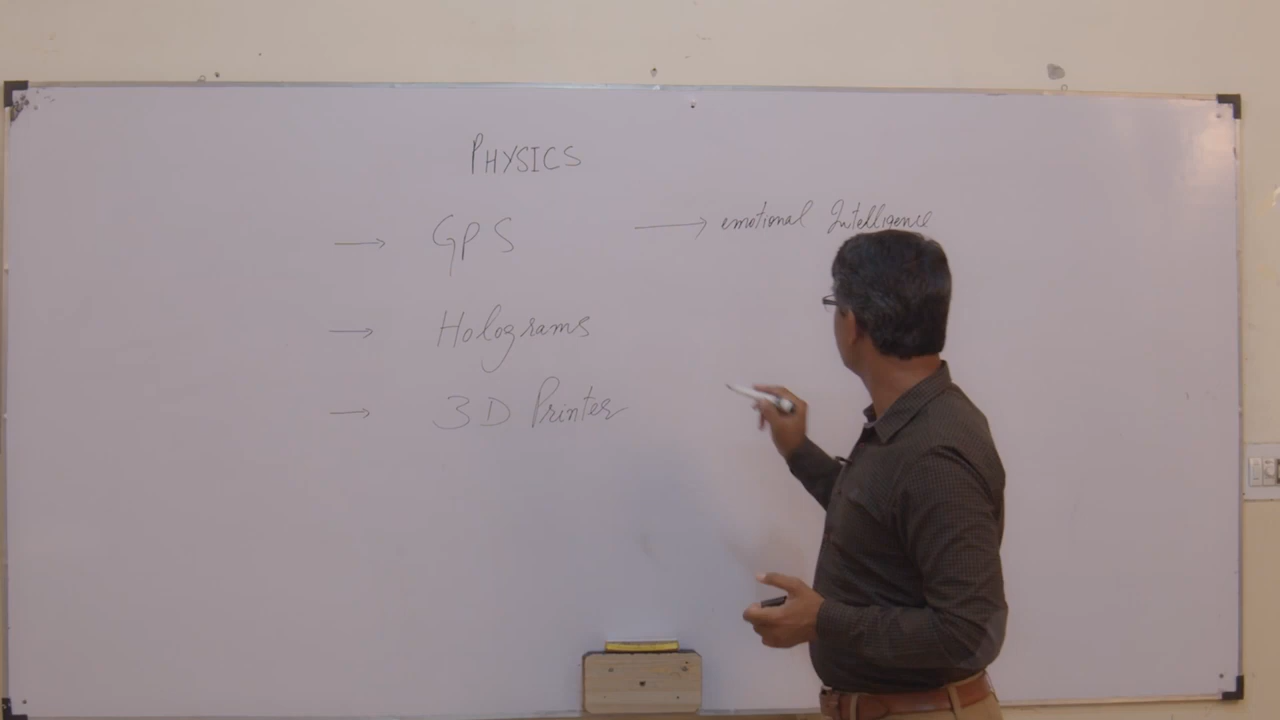 PHYSICS
→ GPS → emotional Intelligence
→ Holograms
→ 3D Printer